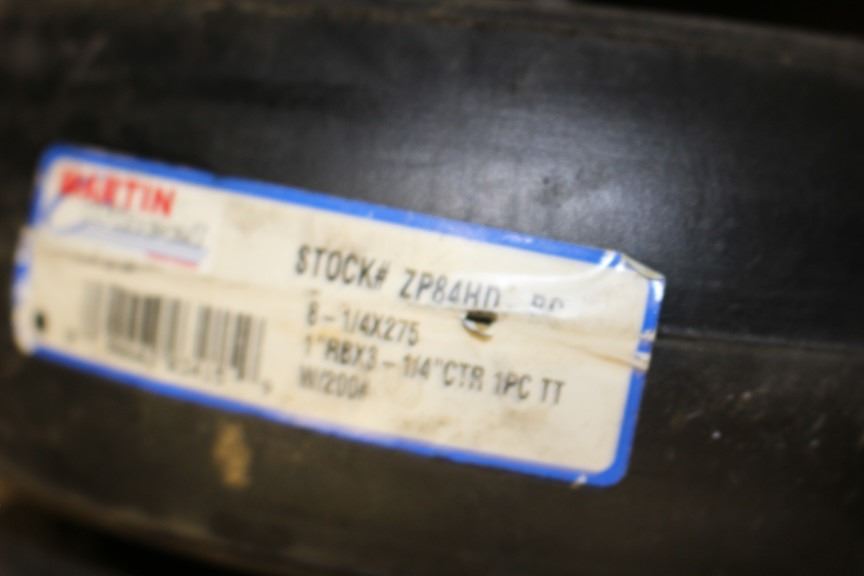 MARTIN
STOCK# ZP84HD
8-1/4X275
1"RBX3-1/4"CTR 1PC TT
W/200#